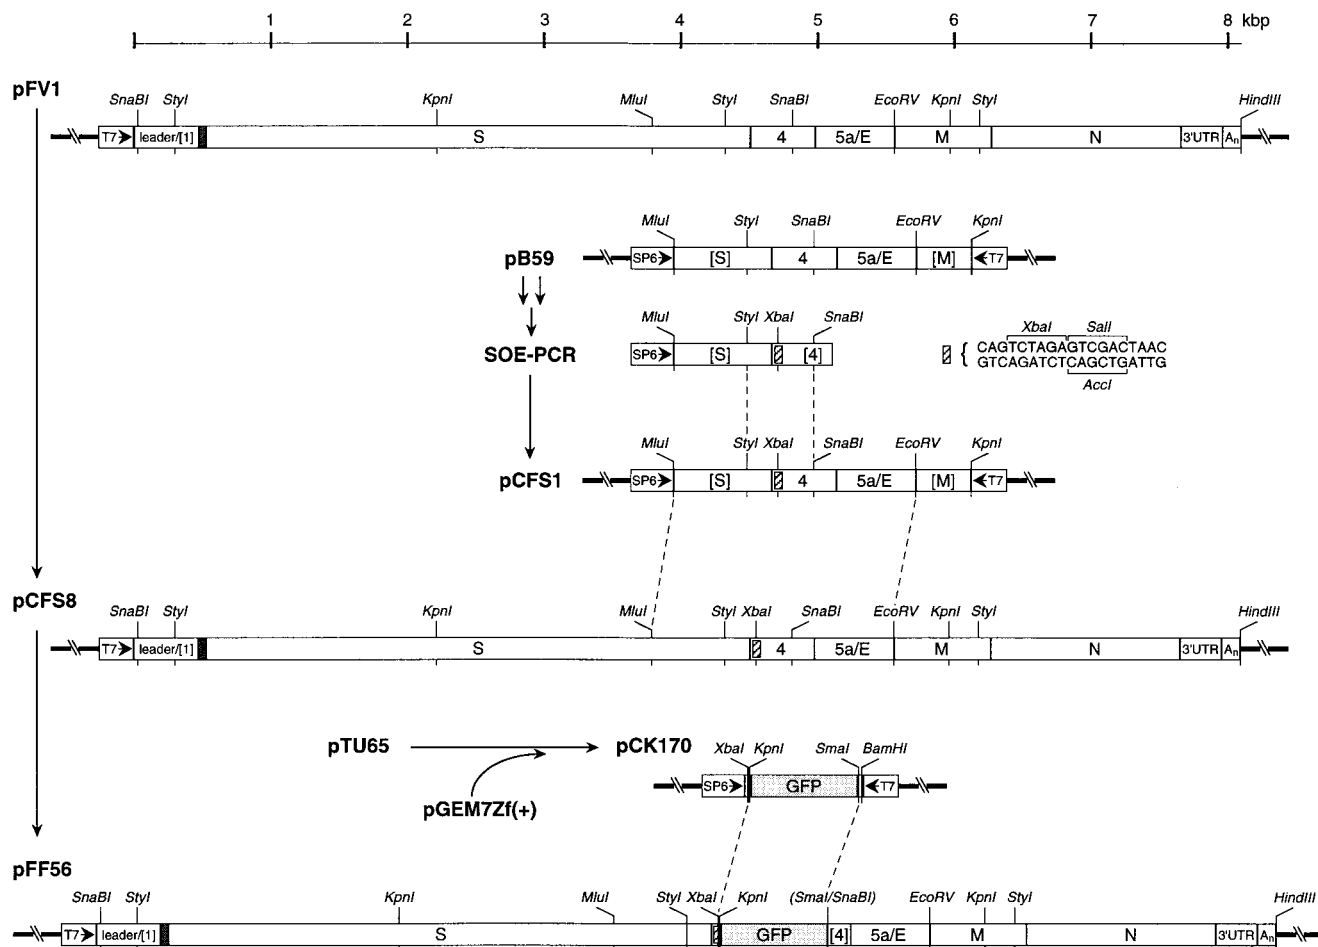 1 2 3 4 5 6 7 8 kbp
pFV1
SnaBI StyI KpnI MluI StyI SnaBI EcoRV KpnI StyI HindIII
T7 leader/[1] S 4 5a/E M N 3'UTR An
MluI StyI SnaBI EcoRV KpnI
pB59 SP6 [S] 4 5a/E [M] T7
MluI StyI XbaI SnaBI XbaI SalI
SOE-PCR SP6 [S] [4] { CAGTCTAGAGTCGACTAAC
GTCAGATCTCAGCTGATTG
AccI
MluI StyI XbaI SnaBI EcoRV KpnI
pCFS1 SP6 [S] 4 5a/E [M] T7
pCFS8
SnaBI StyI KpnI MluI StyI XbaI SnaBI EcoRV KpnI StyI HindIII
T7 leader/[1] S 4 5a/E M N 3'UTR An
pTU65 pCK170 XbaI KpnI SmaI BamHI
SP6 GFP T7
pGEM7Zf(+)
pFF56
SnaBI StyI KpnI MluI StyI XbaI KpnI (SmaI/SnaBI) EcoRV KpnI StyI HindIII
T7 leader/[1] S GFP [4] 5a/E M N 3'UTR An